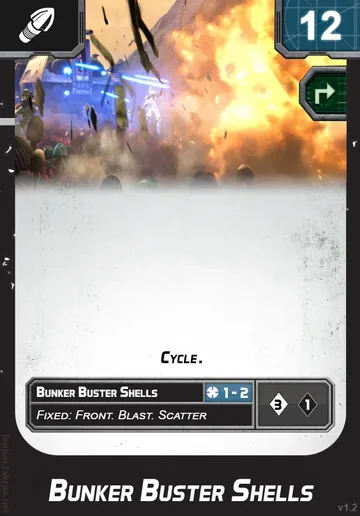 12
CYCLE.
BUNKER BUSTER SHELLS 1-2
FIXED: FRONT. BLAST. SCATTER
3 1
BUNKER BUSTER SHELLS
v1.2